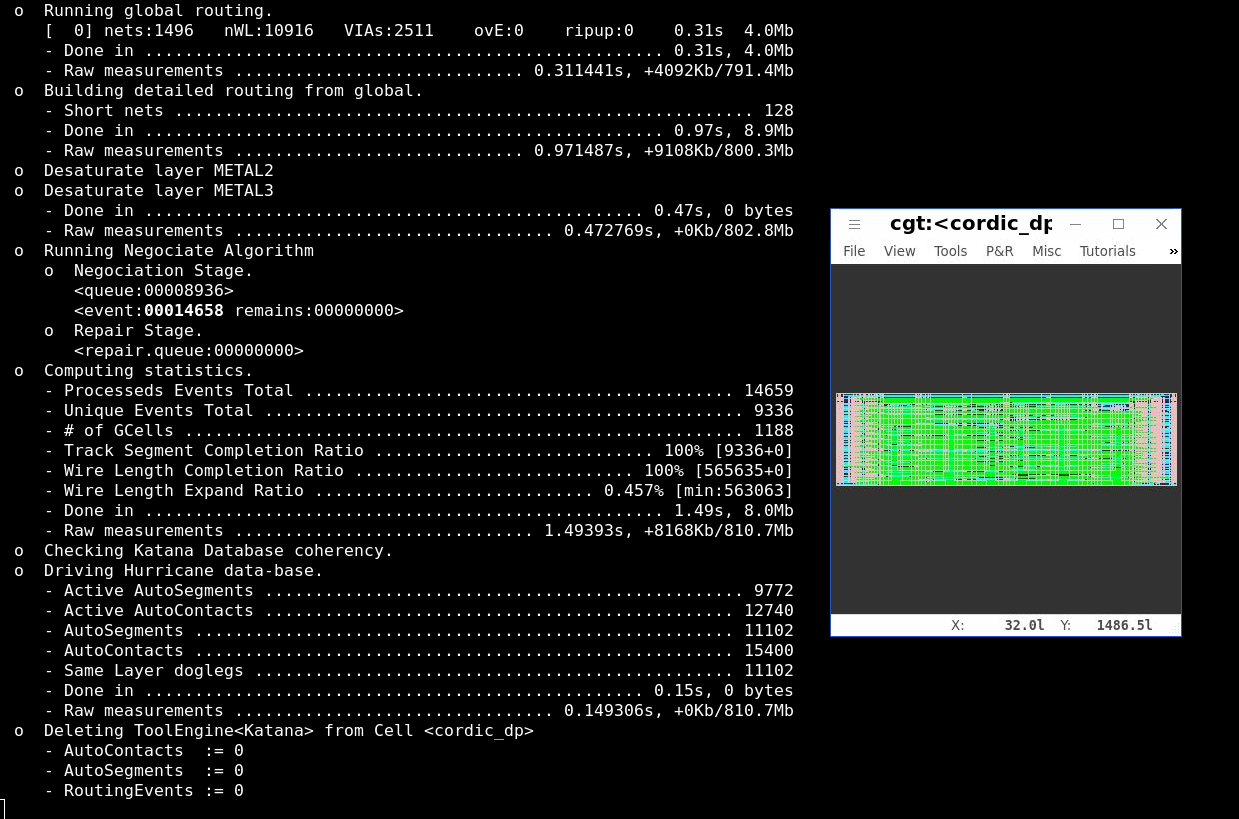 o  Running global routing.
   [  0] nets:1496   nWL:10916   VIAs:2511    ovE:0    ripup:0    0.31s  4.0Mb
   - Done in .................................................... 0.31s, 4.0Mb
   - Raw measurements ............................. 0.311441s, +4092Kb/791.4Mb
o  Building detailed routing from global.
   - Short nets .......................................................... 128
   - Done in .................................................... 0.97s, 8.9Mb
   - Raw measurements ............................. 0.971487s, +9108Kb/800.3Mb
o  Desaturate layer METAL2
o  Desaturate layer METAL3
   - Done in .................................................. 0.47s, 0 bytes
   - Raw measurements ................................ 0.472769s, +0Kb/802.8Mb
o  Running Negociate Algorithm
   o  Negociation Stage.
      <queue:00008936>
      <event:00014658 remains:00000000>
   o  Repair Stage.
      <repair.queue:00000000>
o  Computing statistics.
   - Processeds Events Total ........................................... 14659
   - Unique Events Total ................................................ 9336
   - # of GCells ........................................................ 1188
   - Track Segment Completion Ratio ............................ 100% [9336+0]
   - Wire Length Completion Ratio ............................ 100% [565635+0]
   - Wire Length Expand Ratio ............................ 0.457% [min:563063]
   - Done in .................................................... 1.49s, 8.0Mb
   - Raw measurements .............................. 1.49393s, +8168Kb/810.7Mb
o  Checking Katana Database coherency.
o  Driving Hurricane data-base.
   - Active AutoSegments ................................................ 9772
   - Active AutoContacts ............................................... 12740
   - AutoSegments ...................................................... 11102
   - AutoContacts ...................................................... 15400
   - Same Layer doglegs ................................................ 11102
   - Done in .................................................. 0.15s, 0 bytes
   - Raw measurements ................................ 0.149306s, +0Kb/810.7Mb
o  Deleting ToolEngine<Katana> from Cell <cordic_dp>
   - AutoContacts  := 0
   - AutoSegments  := 0
   - RoutingEvents := 0
cgt:<cordic_dp
File View Tools P&R Misc Tutorials »
X: 32.0l Y: 1486.5l